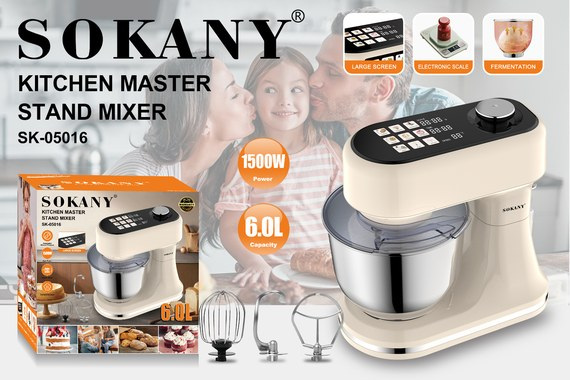 SOKANY®
KITCHEN MASTER
STAND MIXER
SK-05016
LARGE SCREEN
ELECTRONIC SCALE
FERMENTATION
1500W
Power
6.0L
Capacity
SOKANY
SOKANY®
KITCHEN MASTER
STAND MIXER
SK-05016
6.0L